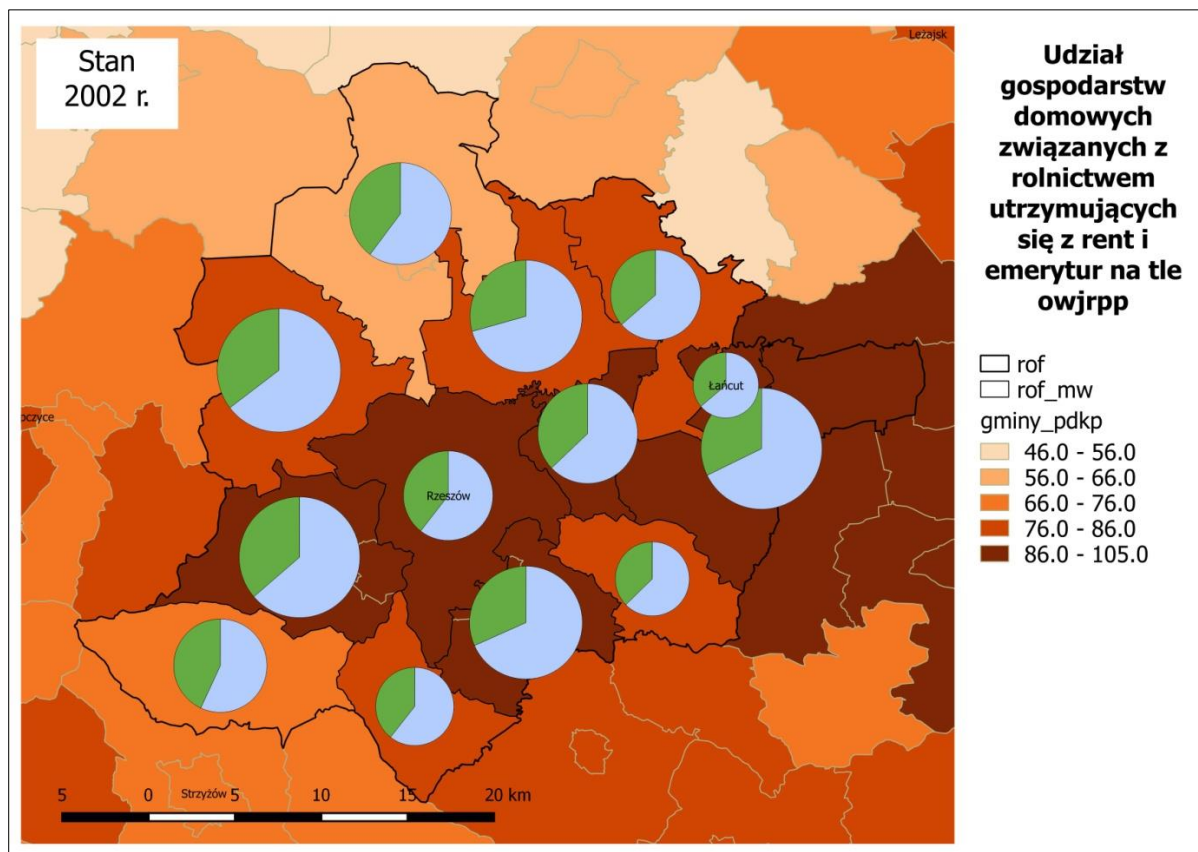 Stan
2002 r.
Leżajsk
Łańcut
oczyce
Rzeszów
Strzyżów
5 0 5 10 15 20 km
Udział
gospodarstw
domowych
związanych z
rolnictwem
utrzymujących
się z rent i
emerytur na tle
owjrpp
rof
rof_mw
gminy_pdkp
46.0 - 56.0
56.0 - 66.0
66.0 - 76.0
76.0 - 86.0
86.0 - 105.0